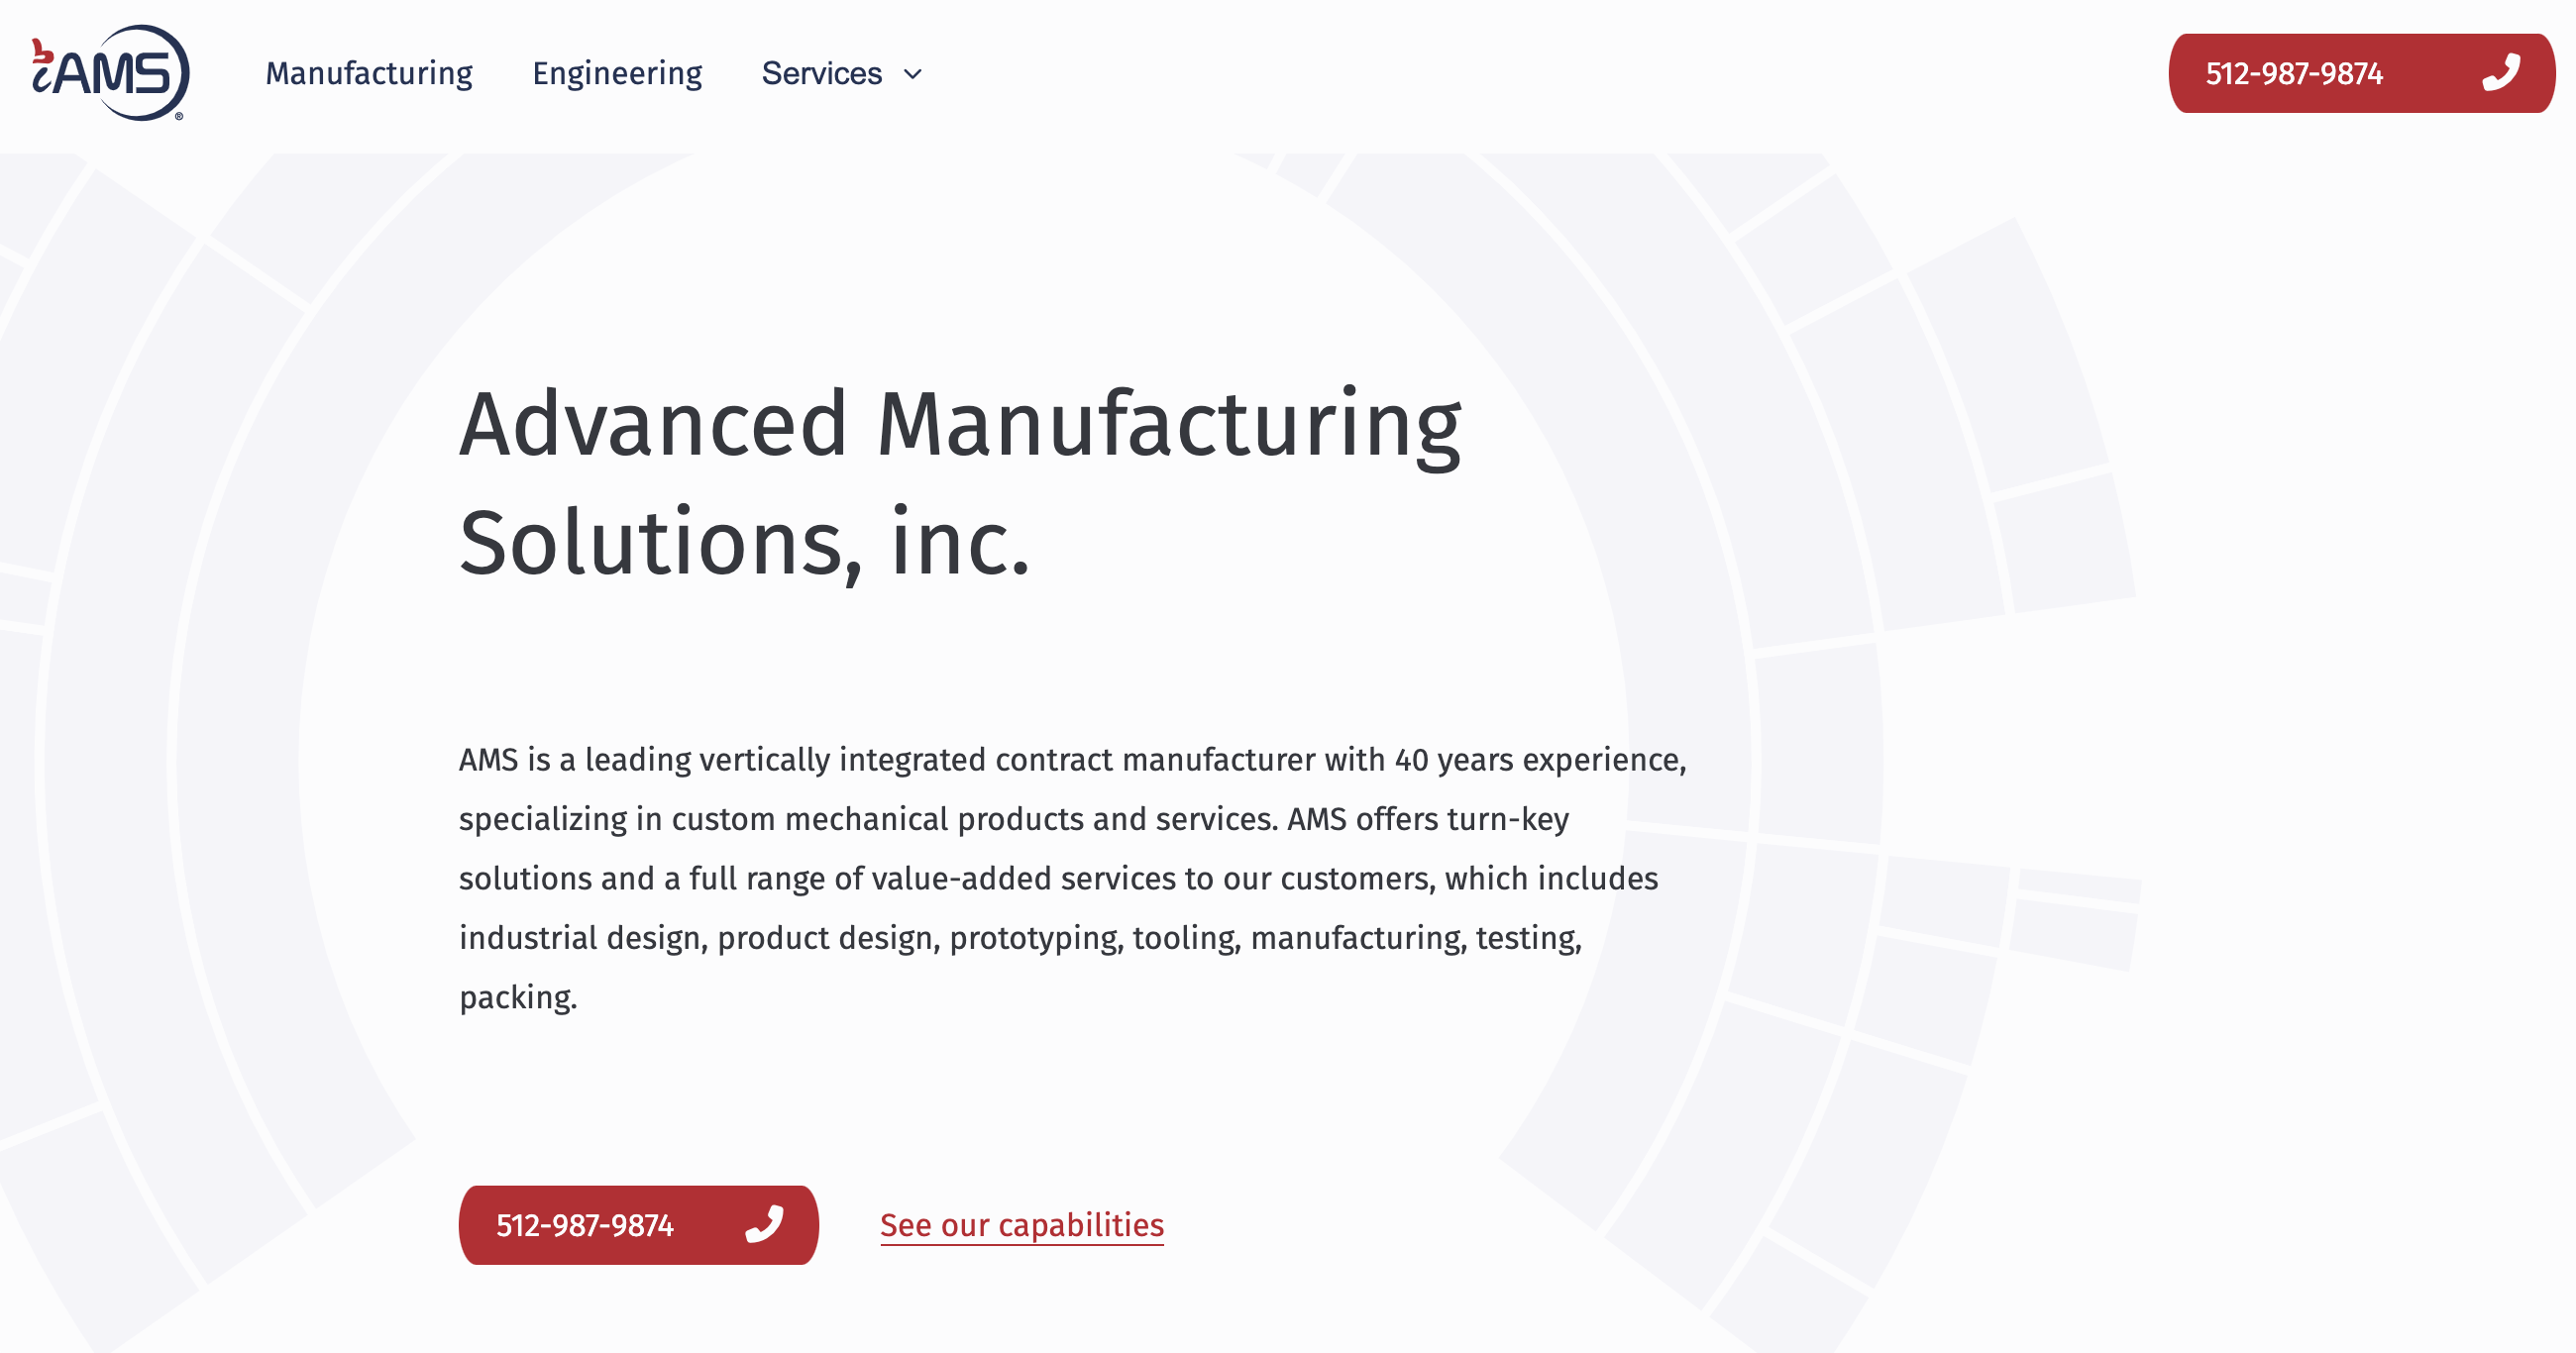 iAMS®
Manufacturing
Engineering
Services
512-987-9874
Advanced Manufacturing
Solutions, inc.
AMS is a leading vertically integrated contract manufacturer with 40 years experience,
specializing in custom mechanical products and services. AMS offers turn-key
solutions and a full range of value-added services to our customers, which includes
industrial design, product design, prototyping, tooling, manufacturing, testing,
packing.
512-987-9874
See our capabilities